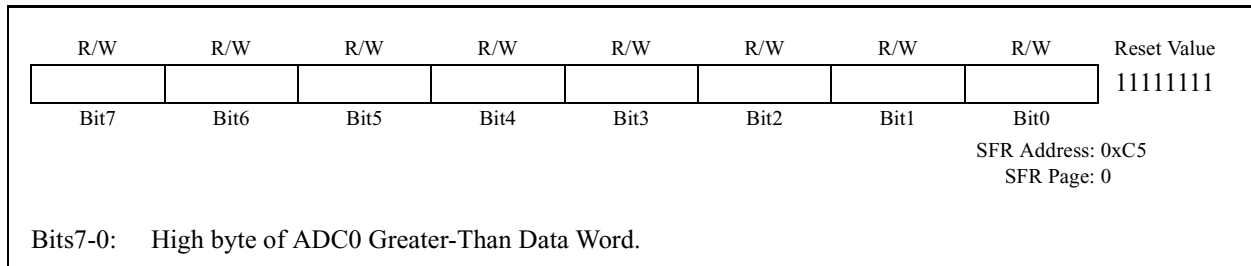 R/W R/W R/W R/W R/W R/W R/W R/W Reset Value
11111111
Bit7 Bit6 Bit5 Bit4 Bit3 Bit2 Bit1 Bit0
SFR Address: 0xC5
SFR Page: 0
Bits7-0: High byte of ADC0 Greater-Than Data Word.